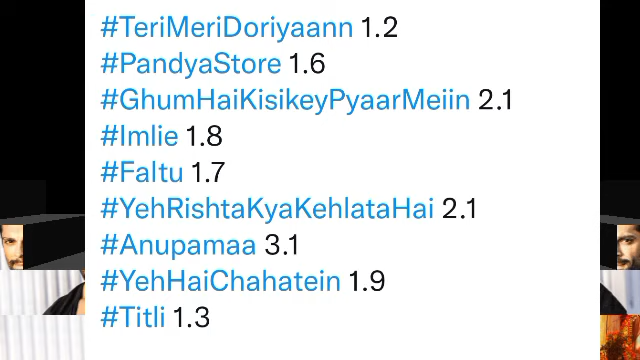 #TeriMeriDoriyaann 1.2
#PandyaStore 1.6
#GhumHaiKisikeyPyaarMeiin 2.1
#Imlie 1.8
#Faltu 1.7
#YehRishtaKyaKehlataHai 2.1
#Anupamaa 3.1
#YehHaiChahatein 1.9
#Titli 1.3